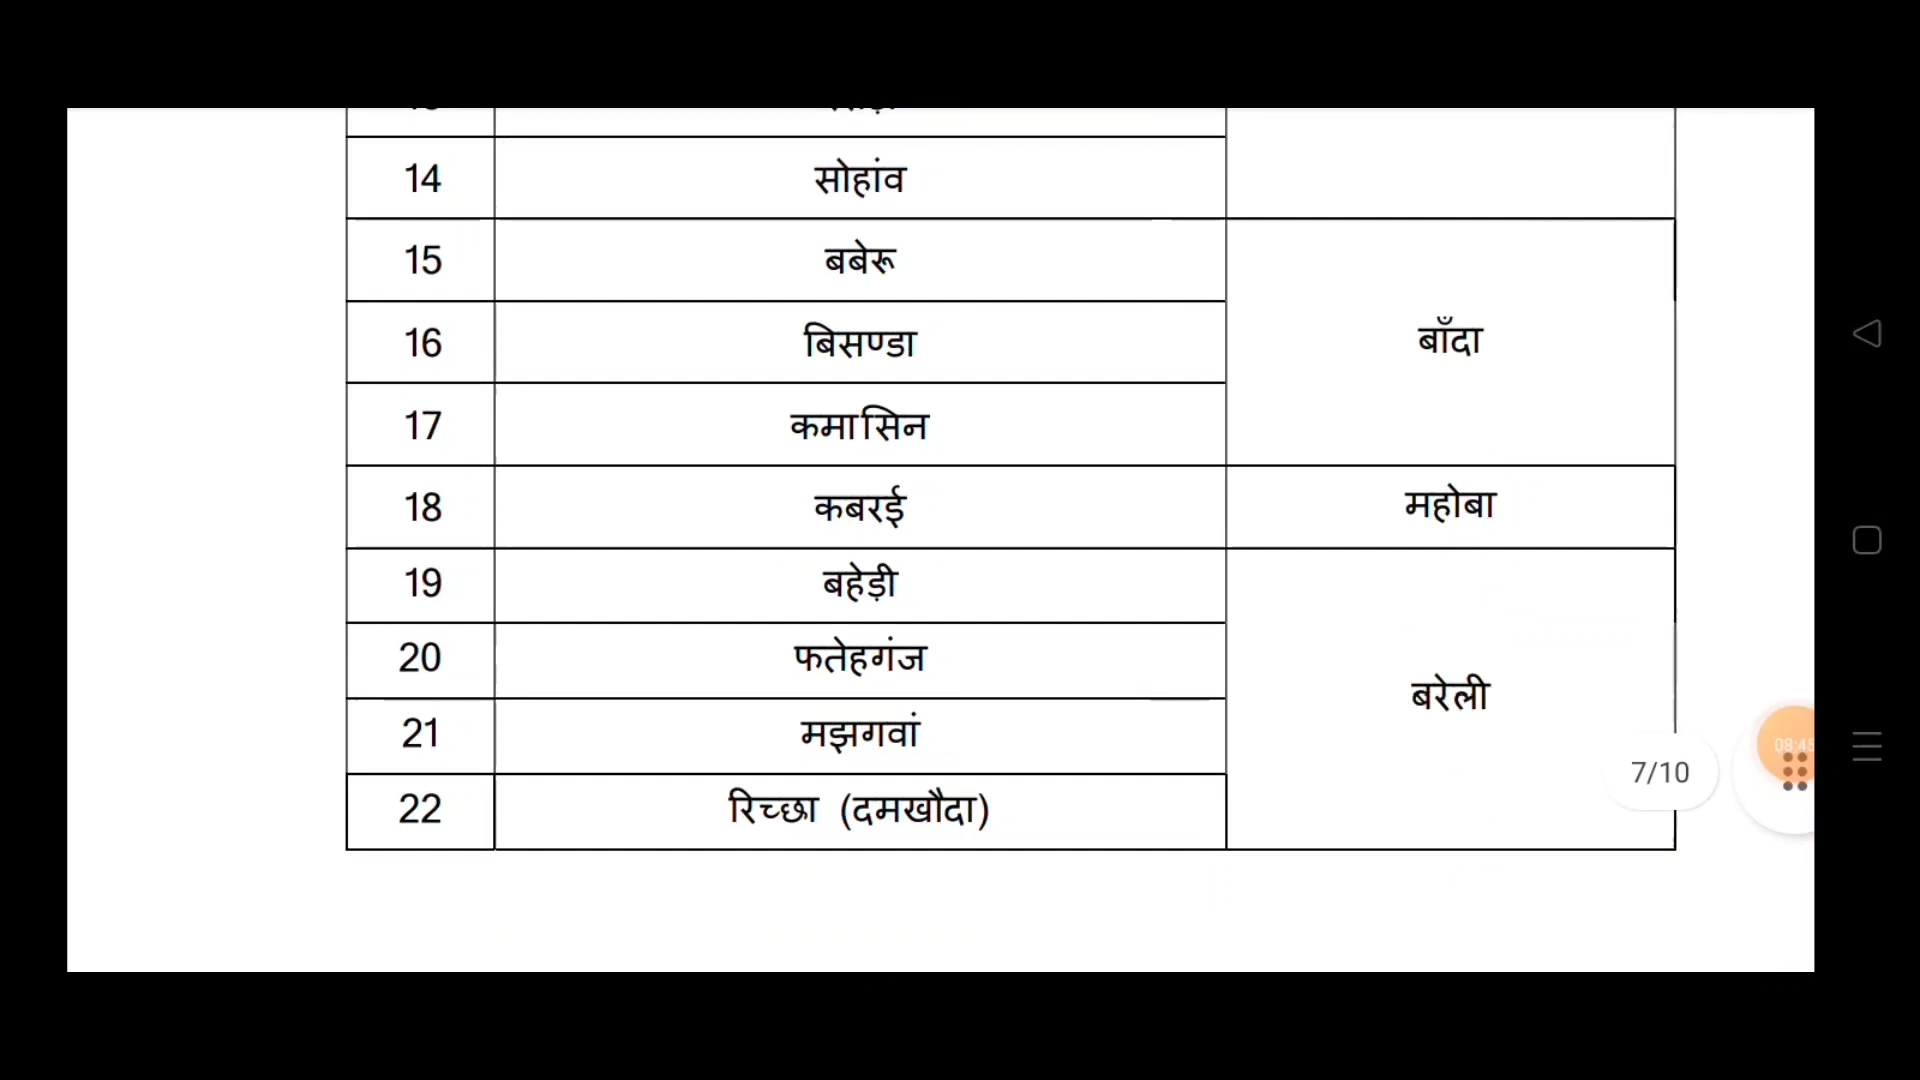 14 सोहांव
15 बबेरू
16 बिसण्डा बाँदा
17 कमासिन
18 कबरई महोबा
19 बहेड़ी
20 फतेहगंज
बरेली
21 मझगवां
7/10
22 रिच्छा (दमखौदा)